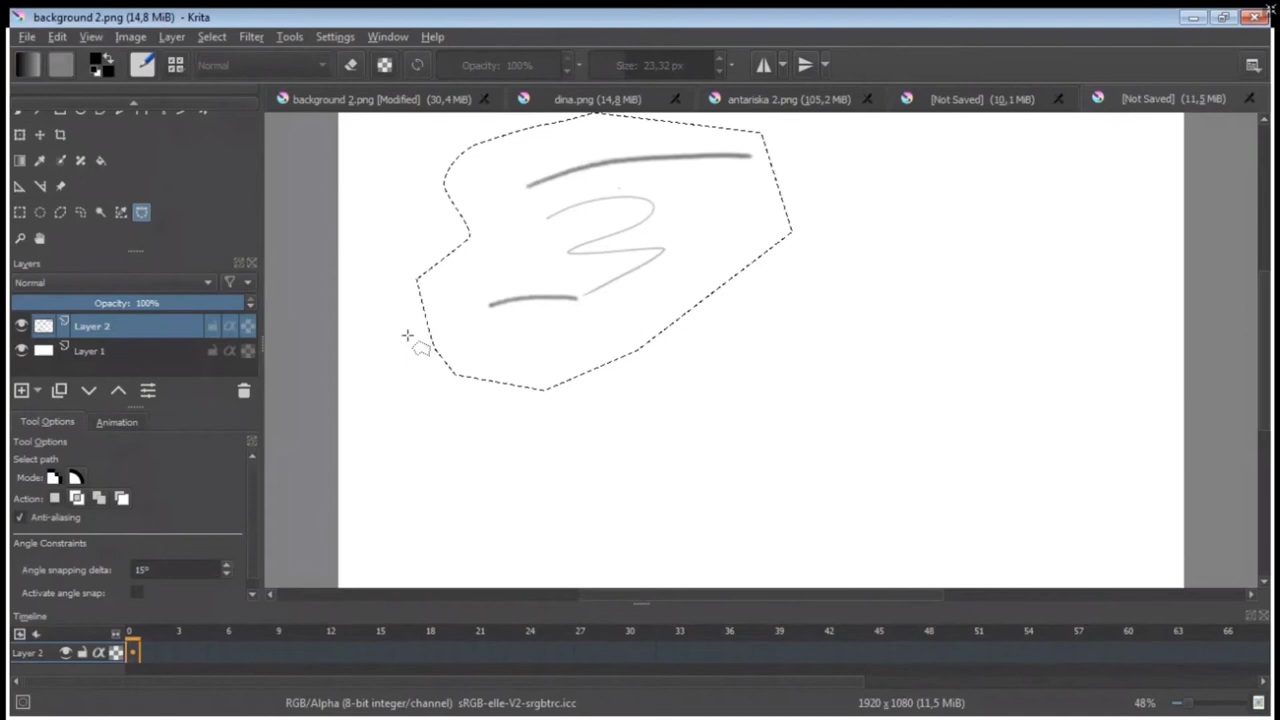 background 2.png (14,8 MiB) - Krita
File Edit View Image Layer Select Filter Tools Settings Window Help
Normal Opacity: 100% Size: 23,32 px
background 2.png [Modified] (30,4 MiB) dina.png (14,8 MiB) antariska 2.png (105,2 MiB) [Not Saved] (10,1 MiB) [Not Saved] (11,5 MiB)
Layers
Normal
Opacity: 100%
Layer 2
Layer 1
Tool Options Animation
Tool Options
Select path
Mode:
Action:
Anti-aliasing
Angle Constraints
Angle snapping delta: 15°
Activate angle snap:
Timeline
0 3 6 9 12 15 18 21 24 27 30 33 36 39 42 45 48 51 54 57 60 63 66
Layer 2
RGB/Alpha (8-bit integer/channel) sRGB-elle-V2-srgbtrc.icc 1920 x 1080 (11,5 MiB) 48%